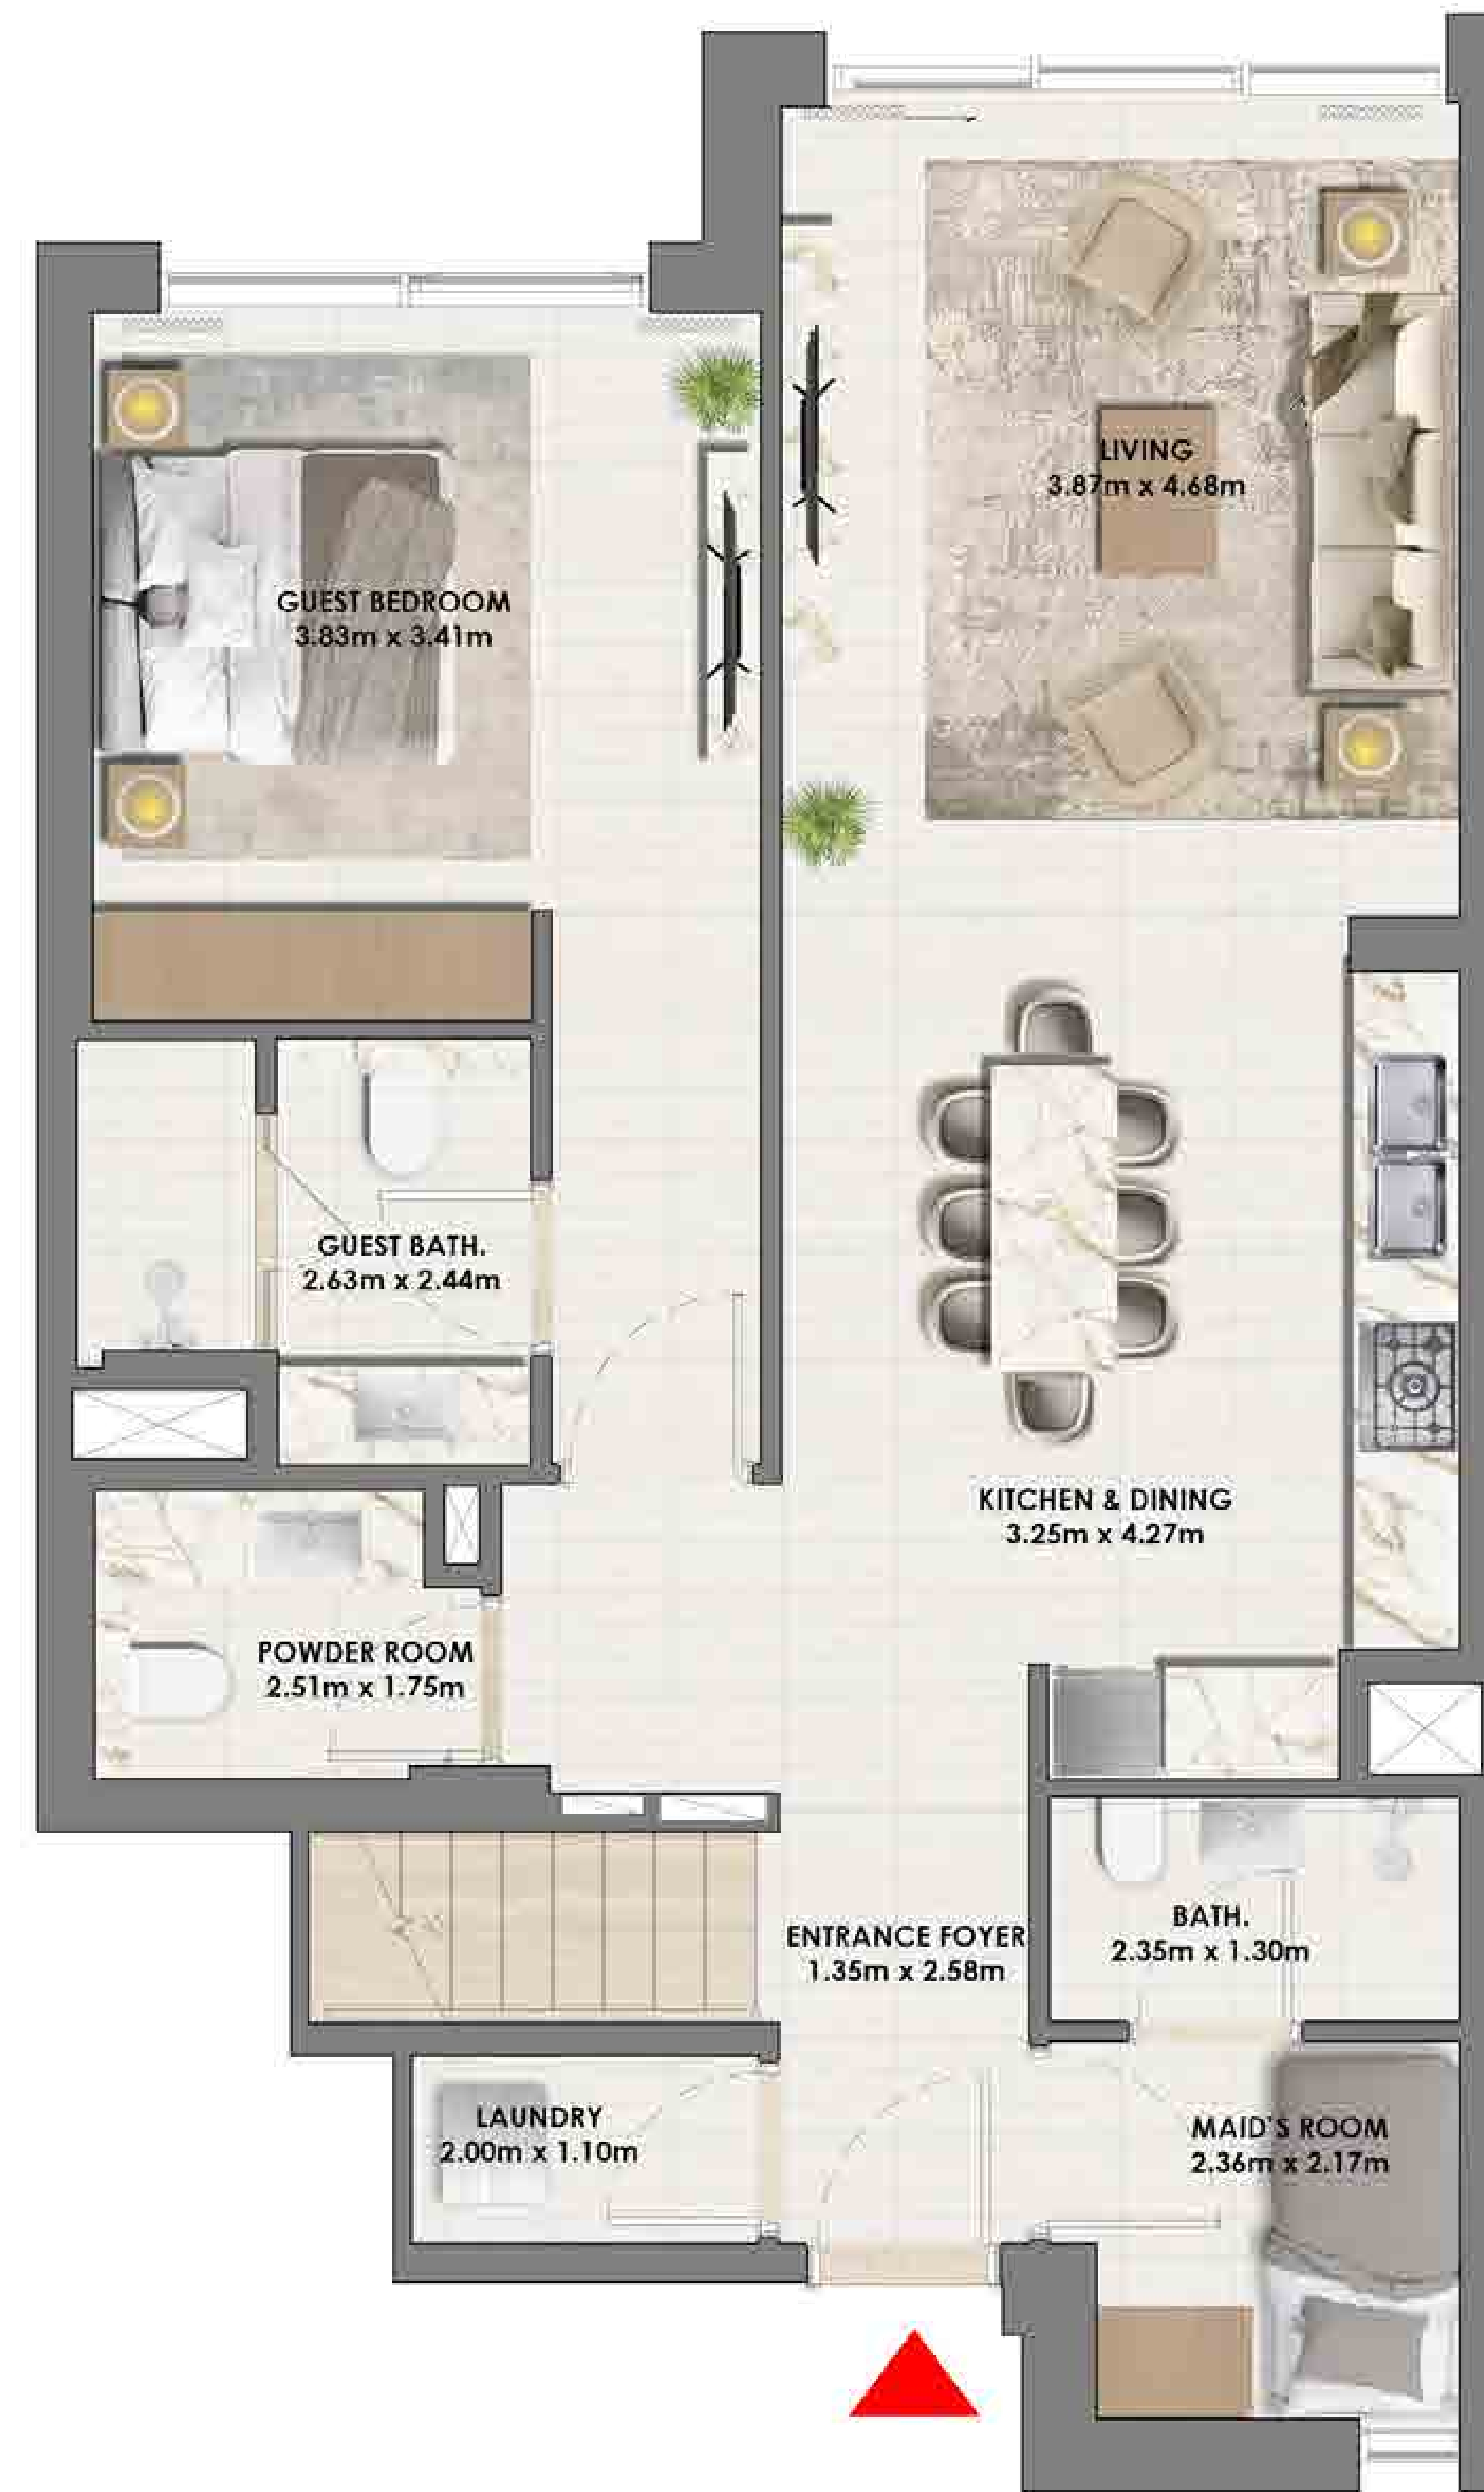 LIVING
3.87m x 4.68m
GUEST BEDROOM
3.83m x 3.41m
GUEST BATH.
2.63m x 2.44m
KITCHEN & DINING
3.25m x 4.27m
POWDER ROOM
2.51m x 1.75m
BATH.
2.35m x 1.30m
ENTRANCE FOYER
1.35m x 2.58m
LAUNDRY
2.00m x 1.10m
MAID'S ROOM
2.36m x 2.17m